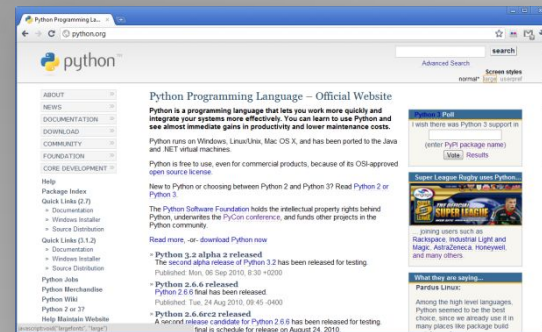 Python Programming La...
python.org
python
search
Advanced Search
Screen styles
normal* large userpref
ABOUT
NEWS
DOCUMENTATION
DOWNLOAD
COMMUNITY
FOUNDATION
CORE DEVELOPMENT
Help
Package Index
Quick Links (2.7)
» Documentation
» Windows Installer
» Source Distribution
Quick Links (3.1.2)
» Documentation
» Windows Installer
» Source Distribution
Python Jobs
Python Merchandise
Python Wiki
Python 2 or 3?
Help Maintain Website
Python Programming Language – Official Website
Python is a programming language that lets you work more quickly and
integrate your systems more effectively. You can learn to use Python and
see almost immediate gains in productivity and lower maintenance costs.
Python runs on Windows, Linux/Unix, Mac OS X, and has been ported to the Java
and .NET virtual machines.
Python is free to use, even for commercial products, because of its OSI-approved
open source license.
New to Python or choosing between Python 2 and Python 3? Read Python 2 or
Python 3.
The Python Software Foundation holds the intellectual property rights behind
Python, underwrites the PyCon conference, and funds other projects in the
Python community.
Read more, -or- download Python now
» Python 3.2 alpha 2 released
The second alpha release of Python 3.2 has been released for testing.
Published: Mon, 06 Sep 2010, 8:30 +0200
» Python 2.6.6 released
Python 2.6.6 final has been released.
Published: Tue, 24 Aug 2010, 09:45 -0400
» Python 2.6.6rc2 released
A second release candidate for Python 2.6.6 has been released for testing.
final is schedule for release on August 24, 2010.
Python 3 Poll
I wish there was Python 3 support in
(enter PyPI package name)
Vote Results
Super League Rugby uses Python...
SUPER LEAGUE
... joining users such as
Rackspace, Industrial Light and
Magic, AstraZeneca, Honeywell,
and many others.
What they are saying...
Pardus Linux:
Among the high level languages,
Python seemed to be the best
choice, since we already use it in
many places like package build